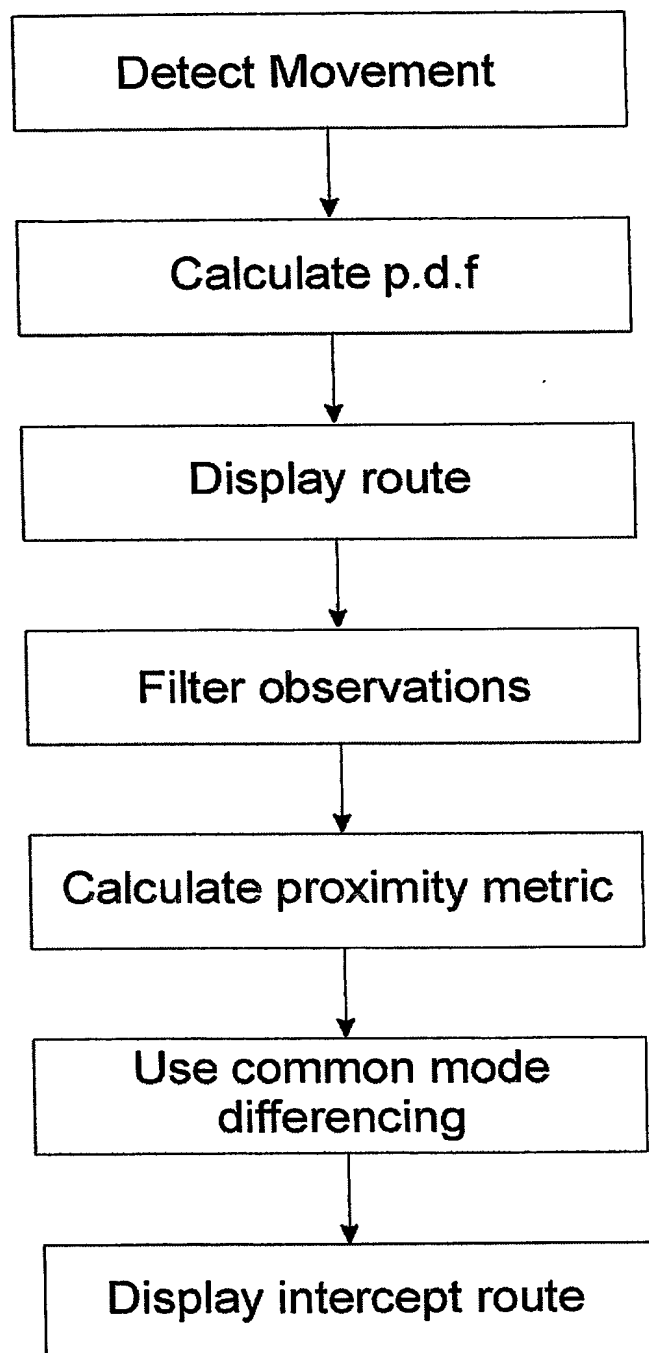 Detect Movement
Calculate p.d.f
Display route
Filter observations
Calculate proximity metric
Use common mode
differencing
Display intercept route